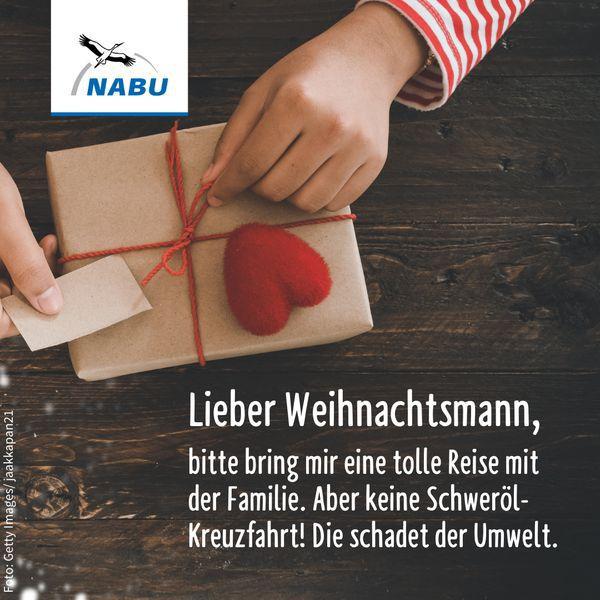 NABU
Lieber Weihnachtsmann,
bitte bring mir eine tolle Reise mit
der Familie. Aber keine Schweröl-
Kreuzfahrt! Die schadet der Umwelt.
Foto: Getty Images/ jaakkapan21